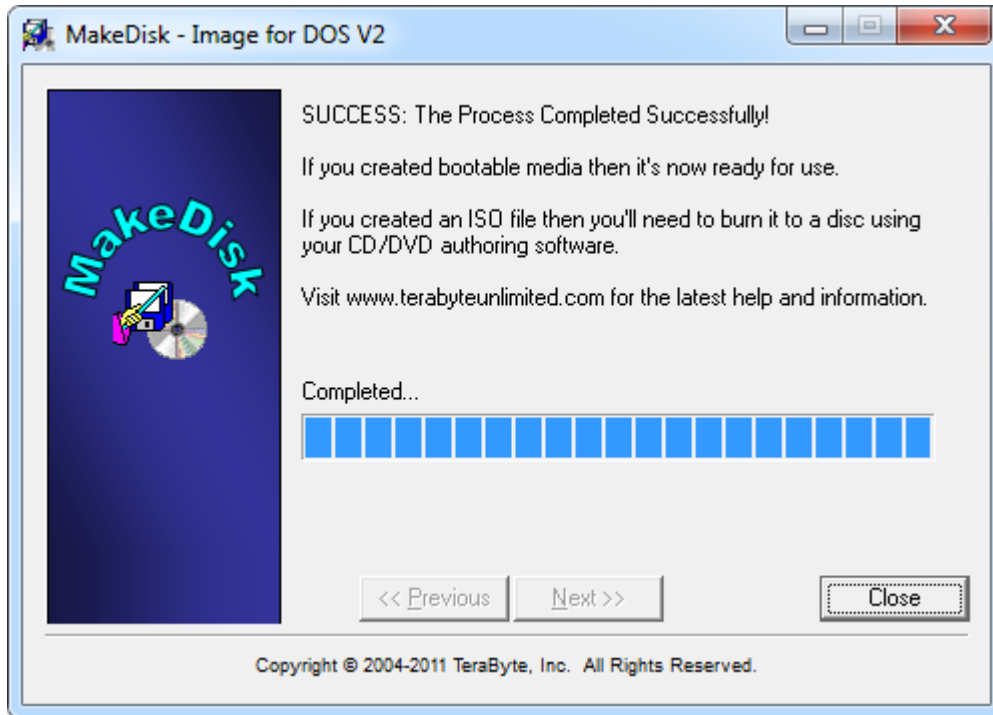 MakeDisk - Image for DOS V2
MakeDisk
SUCCESS: The Process Completed Successfully!
If you created bootable media then it's now ready for use.
If you created an ISO file then you'll need to burn it to a disc using
your CD/DVD authoring software.
Visit www.terabyteunlimited.com for the latest help and information.
Completed...
<< Previous
Next >>
Close
Copyright © 2004-2011 TeraByte, Inc.  All Rights Reserved.